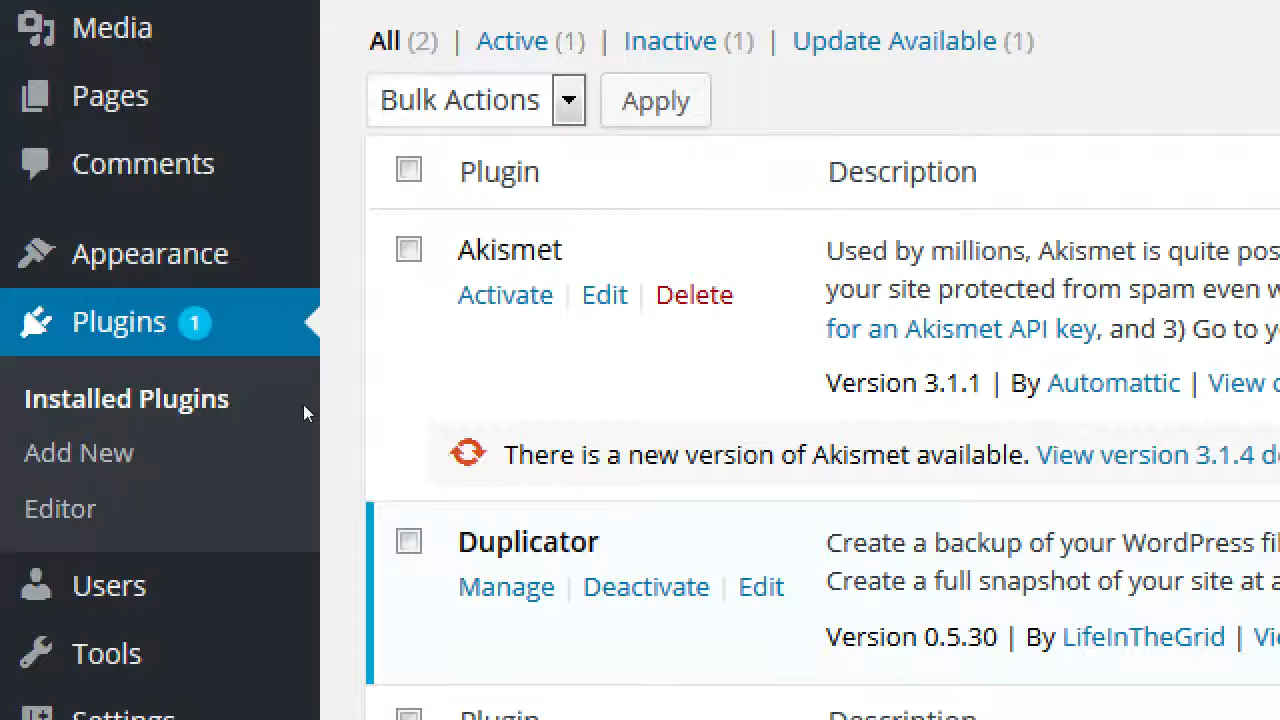 Media
Pages
Comments
Appearance
Plugins 1
Installed Plugins
Add New
Editor
Users
Tools
Settings
All (2) | Active (1) | Inactive (1) | Update Available (1)
Bulk Actions Apply
Plugin Description
Akismet Used by millions, Akismet is quite pos
Activate | Edit | Delete your site protected from spam even w
for an Akismet API key, and 3) Go to y
Version 3.1.1 | By Automattic | View d
There is a new version of Akismet available. View version 3.1.4 d
Duplicator Create a backup of your WordPress fil
Manage | Deactivate | Edit Create a full snapshot of your site at a
Version 0.5.30 | By LifeInTheGrid | Vi
Plugin Description